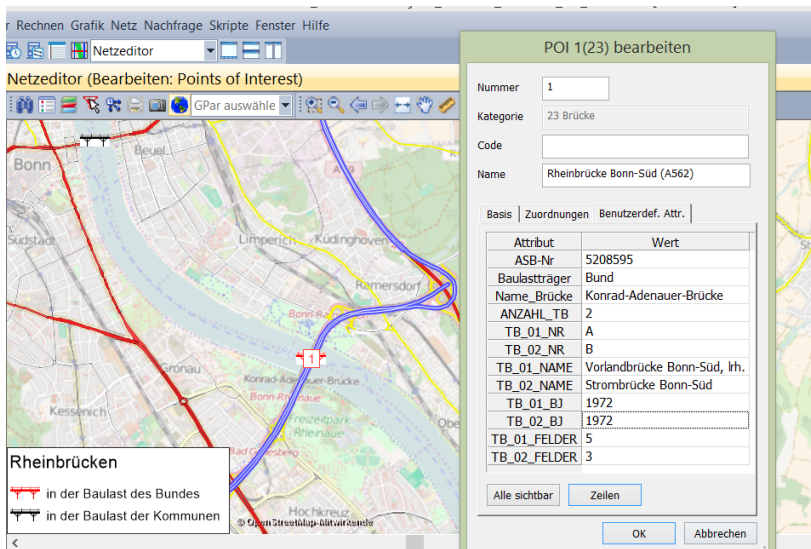 r Rechnen Grafik Netz Nachfrage Skripte Fenster Hilfe
Netzeditor
Netzeditor (Bearbeiten: Points of Interest)
GPar auswähle
Bonn
Beuel
Südstadt
Limperich
Küdinghoven
Ramersdorf
Gronau
Konrad-Adenauer-Brücke
Kessenich
Freizeitpark
Rheinaue
Hochkreuz
Obe
1
© OpenStreetMap-Mitwirkende
Rheinbrücken
in der Baulast des Bundes
in der Baulast der Kommunen
POI 1(23) bearbeiten
Nummer 1
Kategorie 23 Brücke
Code
Name Rheinbrücke Bonn-Süd (A562)
Basis Zuordnungen Benutzerdef. Attr.
Attribut Wert
ASB-Nr 5208595
Baulastträger Bund
Name_Brücke Konrad-Adenauer-Brücke
ANZAHL_TB 2
TB_01_NR A
TB_02_NR B
TB_01_NAME Vorlandbrücke Bonn-Süd, lrh.
TB_02_NAME Strombrücke Bonn-Süd
TB_01_BJ 1972
TB_02_BJ 1972
TB_01_FELDER 5
TB_02_FELDER 3
Alle sichtbar Zeilen
OK Abbrechen